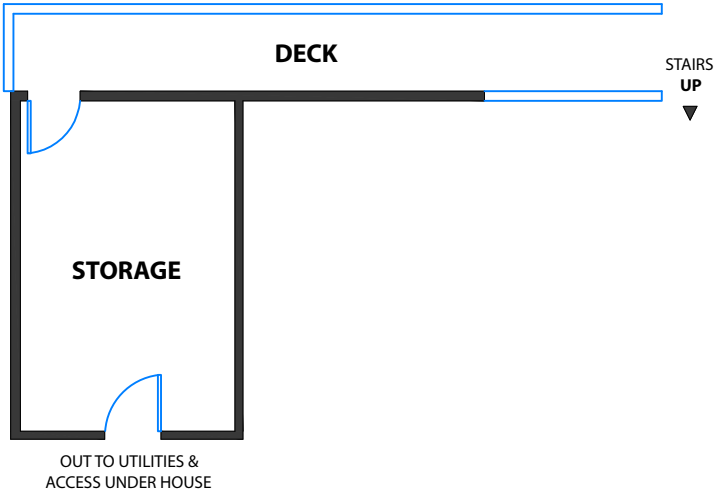 DECK
STAIRS
UP
STORAGE
OUT TO UTILITIES &
ACCESS UNDER HOUSE